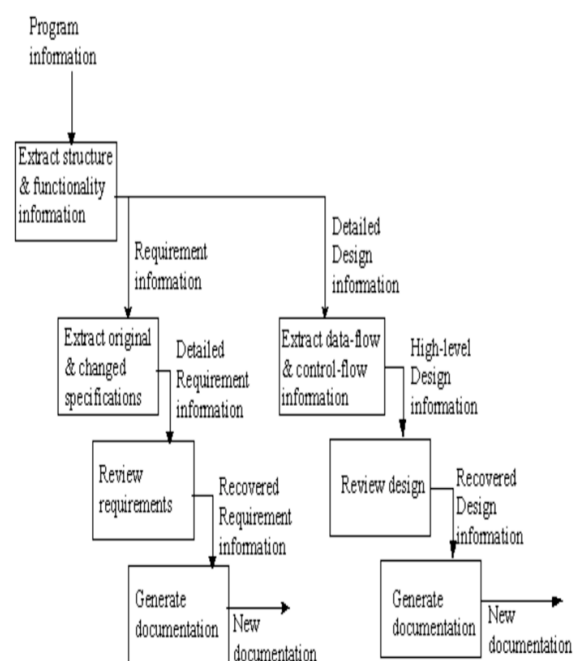 Program
information
Extract structure
& functionality
information
Requirement
information
Detailed
Design
information
Extract original
& changed
specifications
Detailed
Requirement
information
Extract data-flow
& control-flow
information
High-level
Design
information
Review
requirements
Recovered
Requirement
information
Review design
Recovered
Design
information
Generate
documentation
New
documentation
Generate
documentation
New
documentation